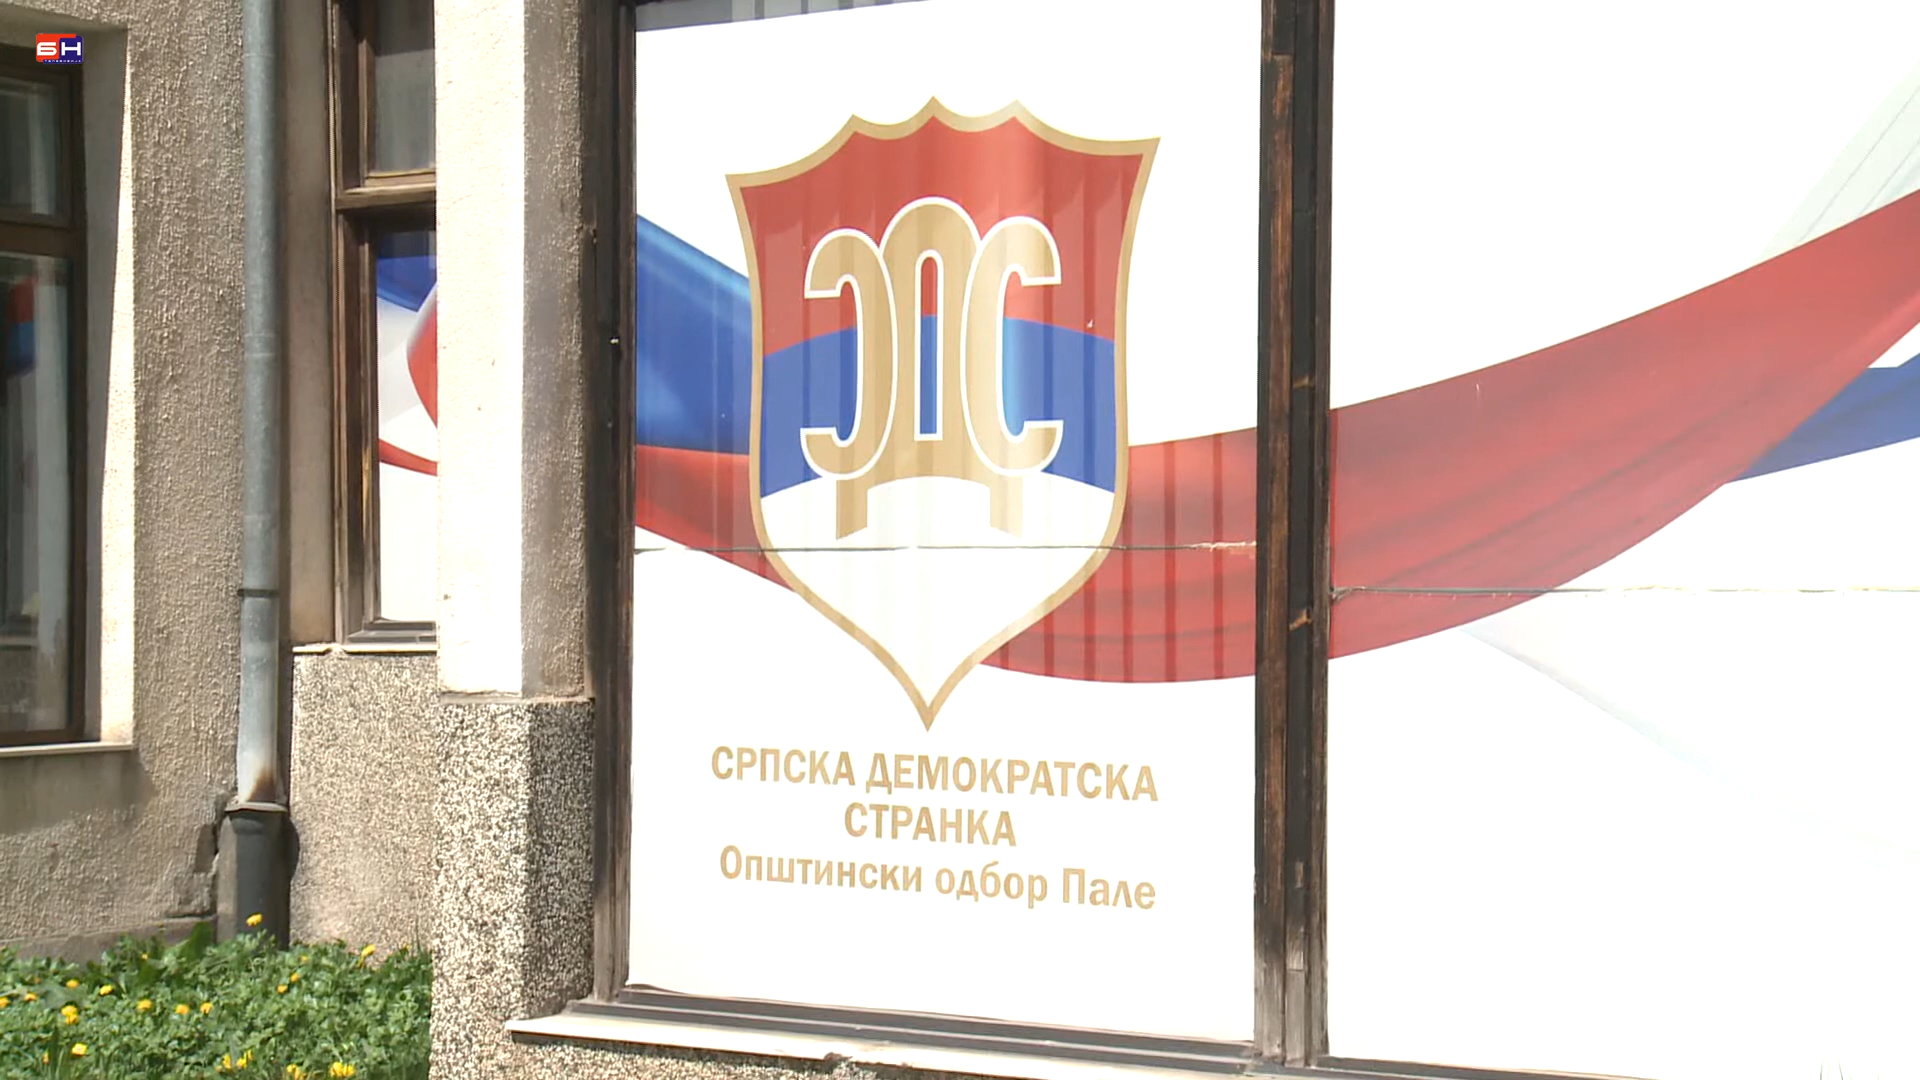 БН
СДС
СРПСКА ДЕМОКРАТСКА
СТРАНКА
Општински одбор Пале